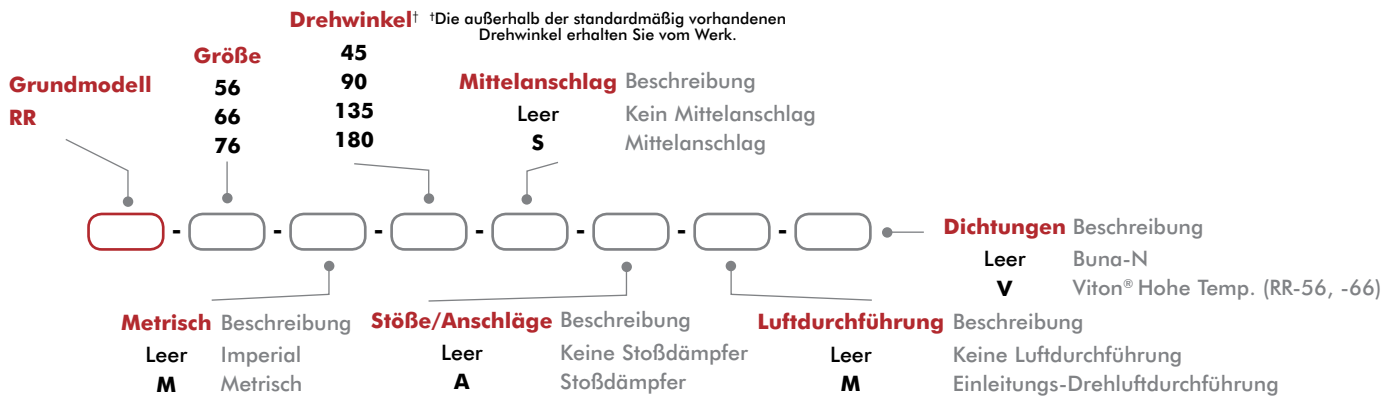 Drehwinkel† †Die außerhalb der standardmäßig vorhandenen
Drehwinkel erhalten Sie vom Werk.
45
90
135
180
Größe
56
66
76
Grundmodell
RR
Mittelanschlag Beschreibung
Leer Kein Mittelanschlag
S Mittelanschlag
- - - - - - -
Dichtungen Beschreibung
Leer Buna-N
V Viton® Hohe Temp. (RR-56, -66)
Metrisch Beschreibung
Leer Imperial
M Metrisch
Stöße/Anschläge Beschreibung
Leer Keine Stoßdämpfer
A Stoßdämpfer
Luftdurchführung Beschreibung
Leer Keine Luftdurchführung
M Einleitungs-Drehluftdurchführung